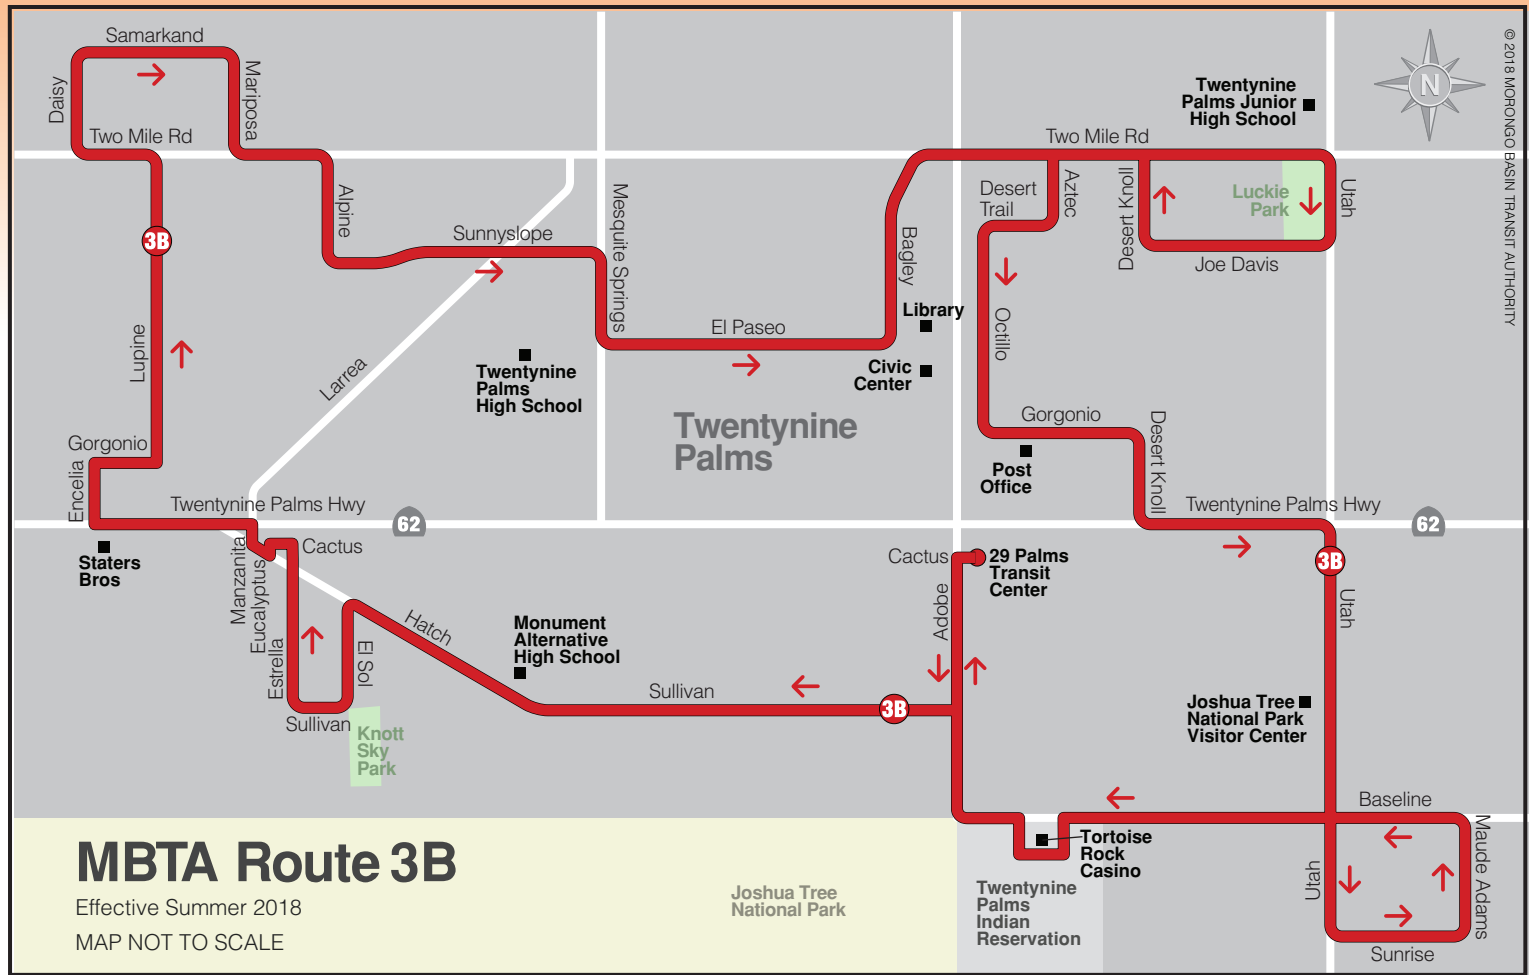 Samarkand
Daisy
Mariposa
Two Mile Rd
Twentynine
Palms Junior
High School
N
© 2018 MORONGO BASIN TRANSIT AUTHORITY
Two Mile Rd
Alpine
Mesquite Springs
Desert
Trail
Aztec
Desert Knoll
Luckie
Park
Utah
3B
Sunnyslope
Bagley
Joe Davis
Lupine
Library
El Paseo
Octillo
Larrea
Twentynine
Palms
High School
Civic
Center
Twentynine
Palms
Gorgonio
Desert Knoll
Gorgonio
Encelia
Post
Office
Twentynine Palms Hwy
62
Twentynine Palms Hwy
62
Staters
Bros
Manzanita
Eucalyptus
Cactus
Cactus
29 Palms
Transit
Center
3B
Adobe
Utah
Estrella
El Sol
Hatch
Monument
Alternative
High School
Sullivan
Sullivan
3B
Knott
Sky
Park
Joshua Tree
National Park
Visitor Center
Baseline
Maude Adams
Tortoise
Rock
Casino
MBTA Route 3B
Effective Summer 2018
MAP NOT TO SCALE
Joshua Tree
National Park
Twentynine
Palms
Indian
Reservation
Utah
Sunrise